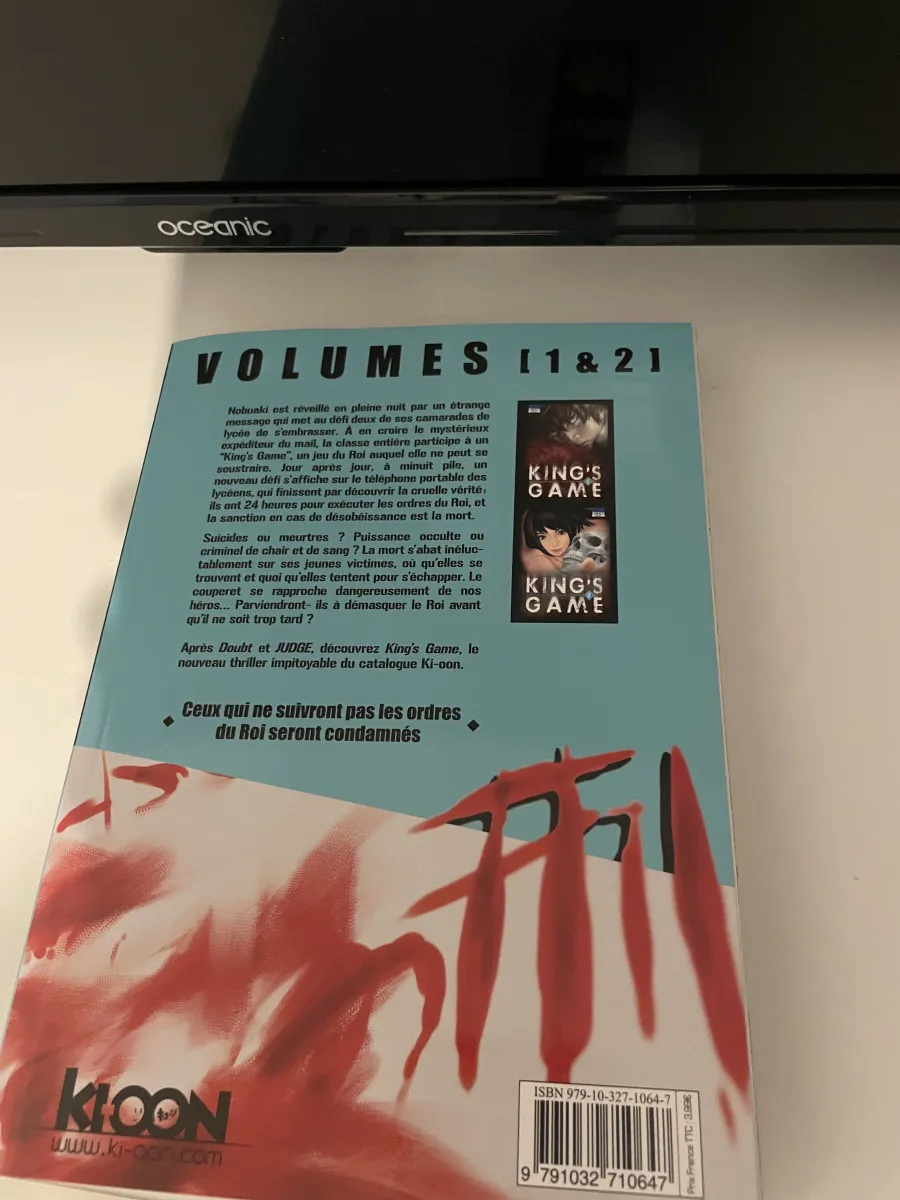 oceanic
VOLUMES [1 & 2]
Nobuaki est réveillé en pleine nuit par un étrange
message qui met au défi deux de ses camarades de
lycée de s'embrasser. À en croire le mystérieux
expéditeur du mail, la classe entière participe à un
"King's Game", un jeu du Roi auquel elle ne peut se
soustraire. Jour après jour, à minuit pile, un
nouveau défi s'affiche sur le téléphone portable des
lycéens, qui finissent par découvrir la cruelle vérité :
ils ont 24 heures pour exécuter les ordres du Roi, et
la sanction en cas de désobéissance est la mort.
Suicides ou meurtres ? Puissance occulte ou
criminel de chair et de sang ? La mort s'abat inéluc-
tablement sur ses jeunes victimes, où qu'elles se
trouvent et quoi qu'elles tentent pour s'échapper. Le
couperet se rapproche dangereusement de nos
héros... Parviendront- ils à démasquer le Roi avant
qu'il ne soit trop tard ?
Après Doubt et JUDGE, découvrez King's Game, le
nouveau thriller impitoyable du catalogue Ki-oon.
KING'S
GAME
KING'S
GAME
Ceux qui ne suivront pas les ordres
du Roi seront condamnés
KI-OON
www.ki-oon.com
ISBN 979-10-327-1064-7
9 791032 710647
Prix France TTC : 3.99€